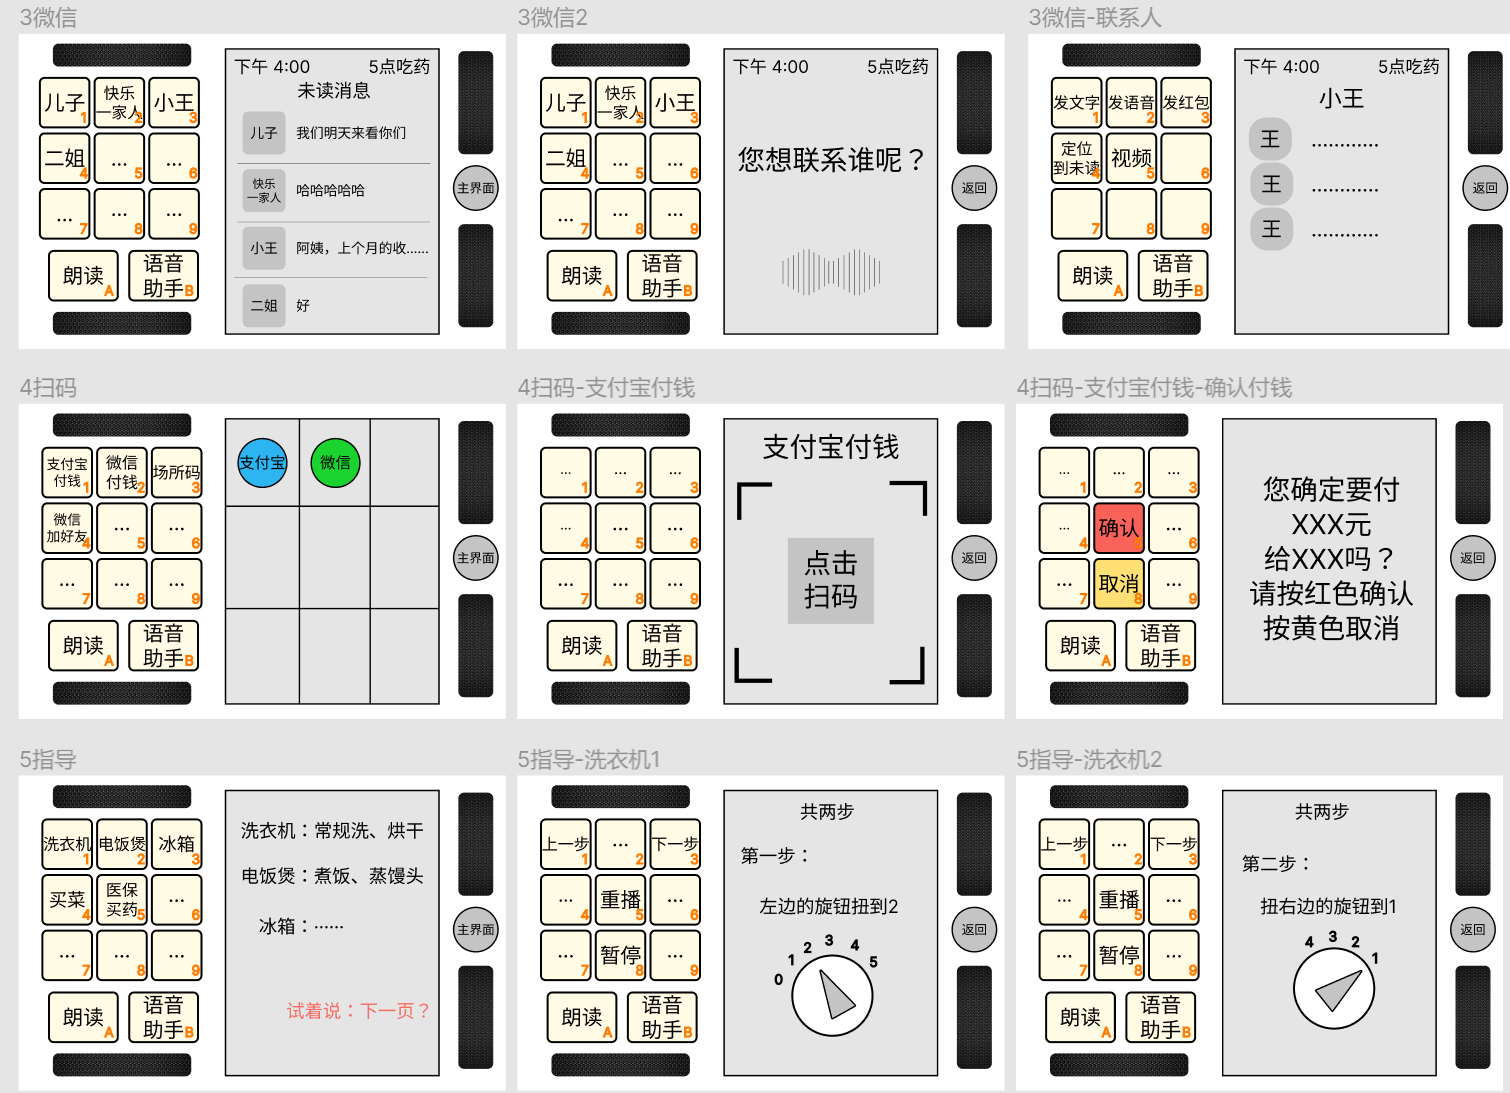 3微信
儿子
1
快乐
一家人
2
小王
3
二姐
4
...
5
...
6
...
7
...
8
...
9
朗读
A
语音
助手
B
下午 4:00
5点吃药
未读消息
儿子
我们明天来看你们
快乐
一家人
哈哈哈哈哈
小王
阿姨，上个月的收......
二姐
好
主界面
3微信2
儿子
1
快乐
一家人
2
小王
3
二姐
4
...
5
...
6
...
7
...
8
...
9
朗读
A
语音
助手
B
下午 4:00
5点吃药
您想联系谁呢？
返回
3微信-联系人
发文字
1
发语音
2
发红包
3
定位
到未读
4
视频
5
6
7
8
9
朗读
A
语音
助手
B
下午 4:00
5点吃药
小王
王
............
王
............
王
............
返回
4扫码
支付宝
付钱
1
微信
付钱
2
场所码
3
微信
加好友
4
...
5
...
6
...
7
...
8
...
9
朗读
A
语音
助手
B
支付宝
微信
主界面
4扫码-支付宝付钱
...
1
...
2
...
3
...
4
...
5
...
6
...
7
...
8
...
9
朗读
A
语音
助手
B
支付宝付钱
点击
扫码
返回
4扫码-支付宝付钱-确认付钱
...
1
...
2
...
3
...
4
确认
...
6
...
7
取消
8
...
9
朗读
A
语音
助手
B
您确定要付
XXX元
给XXX吗？
请按红色确认
按黄色取消
返回
5指导
洗衣机
1
电饭煲
2
冰箱
3
买菜
4
医保
买药
5
...
6
...
7
...
8
...
9
朗读
A
语音
助手
B
洗衣机：常规洗、烘干
电饭煲：煮饭、蒸馒头
冰箱：......
试着说：下一页？
主界面
5指导-洗衣机1
上一步
1
...
2
下一步
3
...
4
重播
5
...
6
...
7
暂停
8
...
9
朗读
A
语音
助手
B
共两步
第一步：
左边的旋钮扭到2
0
1
2
3
4
5
返回
5指导-洗衣机2
上一步
1
...
2
下一步
3
...
4
重播
5
...
6
...
7
暂停
8
...
9
朗读
A
语音
助手
B
共两步
第二步：
扭右边的旋钮到1
4
3
2
1
返回